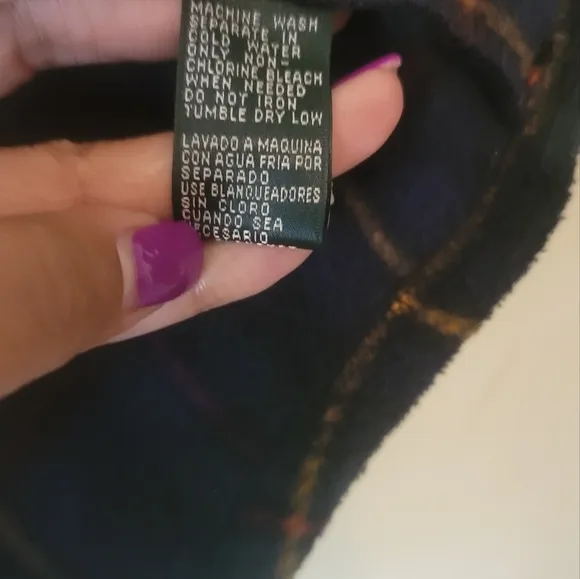 MACHINE WASH
SEPARATE IN
COLD WATER
ONLY NON-
CHLORINE BLEACH
WHEN NEEDED
DO NOT IRON
TUMBLE DRY LOW
LAVADO A MAQUINA
CON AGUA FRIA POR
SEPARADO
USE BLANQUEADORES
SIN CLORO
CUANDO SEA
NECESARIO